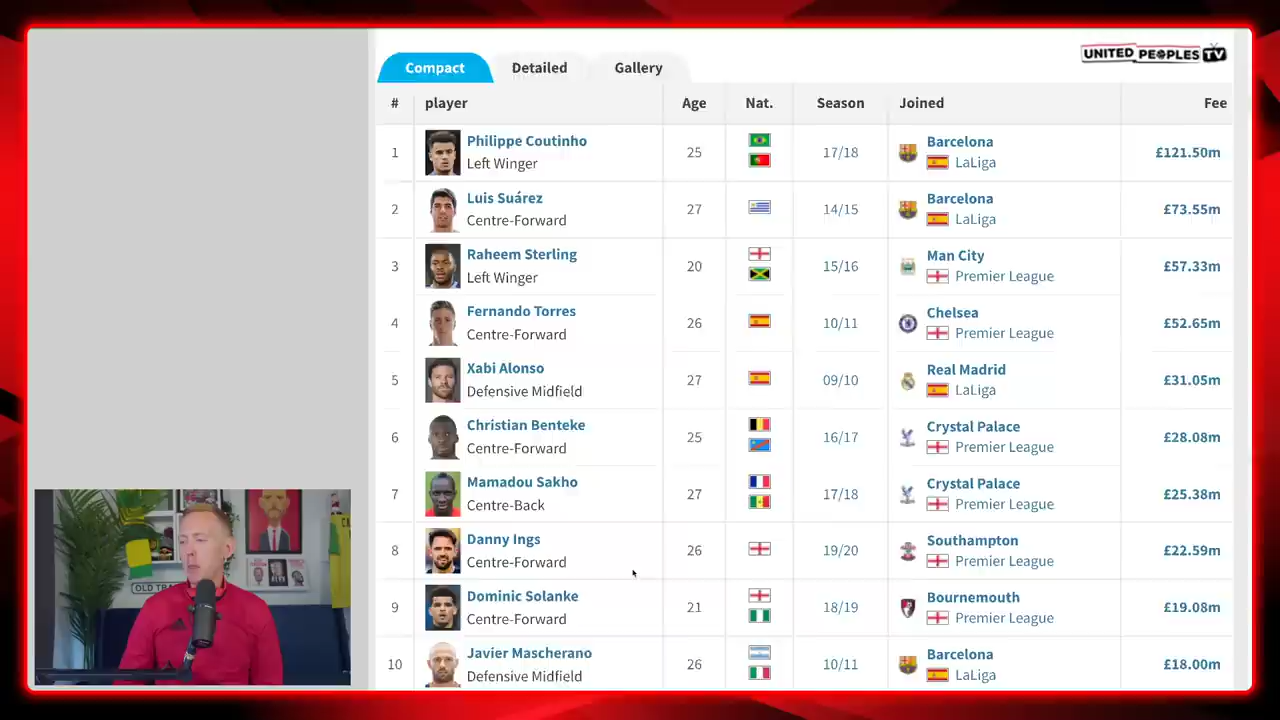 UNITED PEOPLES TV
Compact Detailed Gallery
# player Age Nat. Season Joined Fee
1 Philippe Coutinho 25 17/18 Barcelona £121.50m
Left Winger LaLiga
2 Luis Suárez 27 14/15 Barcelona £73.55m
Centre-Forward LaLiga
3 Raheem Sterling 20 15/16 Man City £57.33m
Left Winger Premier League
4 Fernando Torres 26 10/11 Chelsea £52.65m
Centre-Forward Premier League
5 Xabi Alonso 27 09/10 Real Madrid £31.05m
Defensive Midfield LaLiga
6 Christian Benteke 25 16/17 Crystal Palace £28.08m
Centre-Forward Premier League
7 Mamadou Sakho 27 17/18 Crystal Palace £25.38m
Centre-Back Premier League
8 Danny Ings 26 19/20 Southampton £22.59m
Centre-Forward Premier League
9 Dominic Solanke 21 18/19 Bournemouth £19.08m
Centre-Forward Premier League
10 Javier Mascherano 26 10/11 Barcelona £18.00m
Defensive Midfield LaLiga
OLD